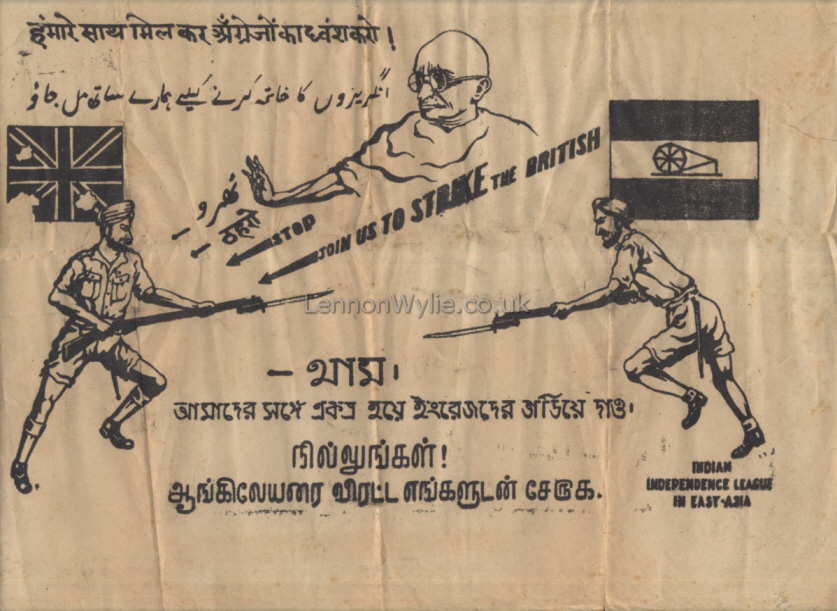 हमारे साथ मिल कर अँग्रेजों का ध्वंश करो!
انگریزوں کا خاتمہ کرنے کیلئے ہمارے ساتھ مل جاؤ
— ٹھہرو
— ठहरो
STOP
JOIN US TO STRIKE THE BRITISH
LennonWylie.co.uk
— থাম।
আমাদের সঙ্গে একত্র হয়ে ইংরেজদের তাড়িয়ে দাও।
நில்லுங்கள்!
ஆங்கிலேயரை விரட்ட எங்களுடன் சேருக.
INDIAN
INDEPENDENCE LEAGUE
IN EAST-ASIA